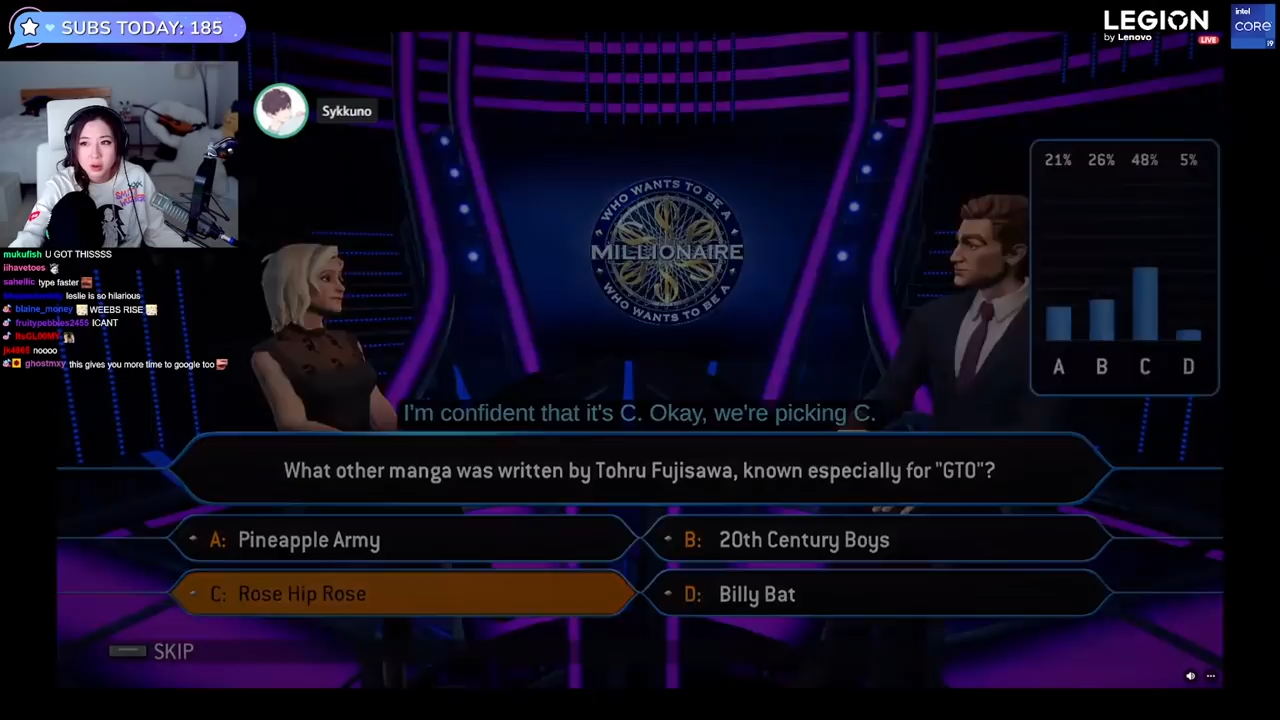 SUBS TODAY: 185
LEGION
by Lenovo
LIVE
intel
CORE
i9
Sykkuno
21% 26% 48% 5%
WHO WANTS TO BE A
MILLIONAIRE
WHO WANTS TO BE A
A B C D
mukufish U GOT THISSSS
iihavetoes
sahellic type faster
leslie is so hilarious
blaine_money WEEBS RISE
fruitypebbles2455 ICANT
jk4965 noooo
ghostmxy this gives you more time to google too
I'm confident that it's C. Okay, we're picking C.
What other manga was written by Tohru Fujisawa, known especially for "GTO"?
A: Pineapple Army
B: 20th Century Boys
C: Rose Hip Rose
D: Billy Bat
SKIP